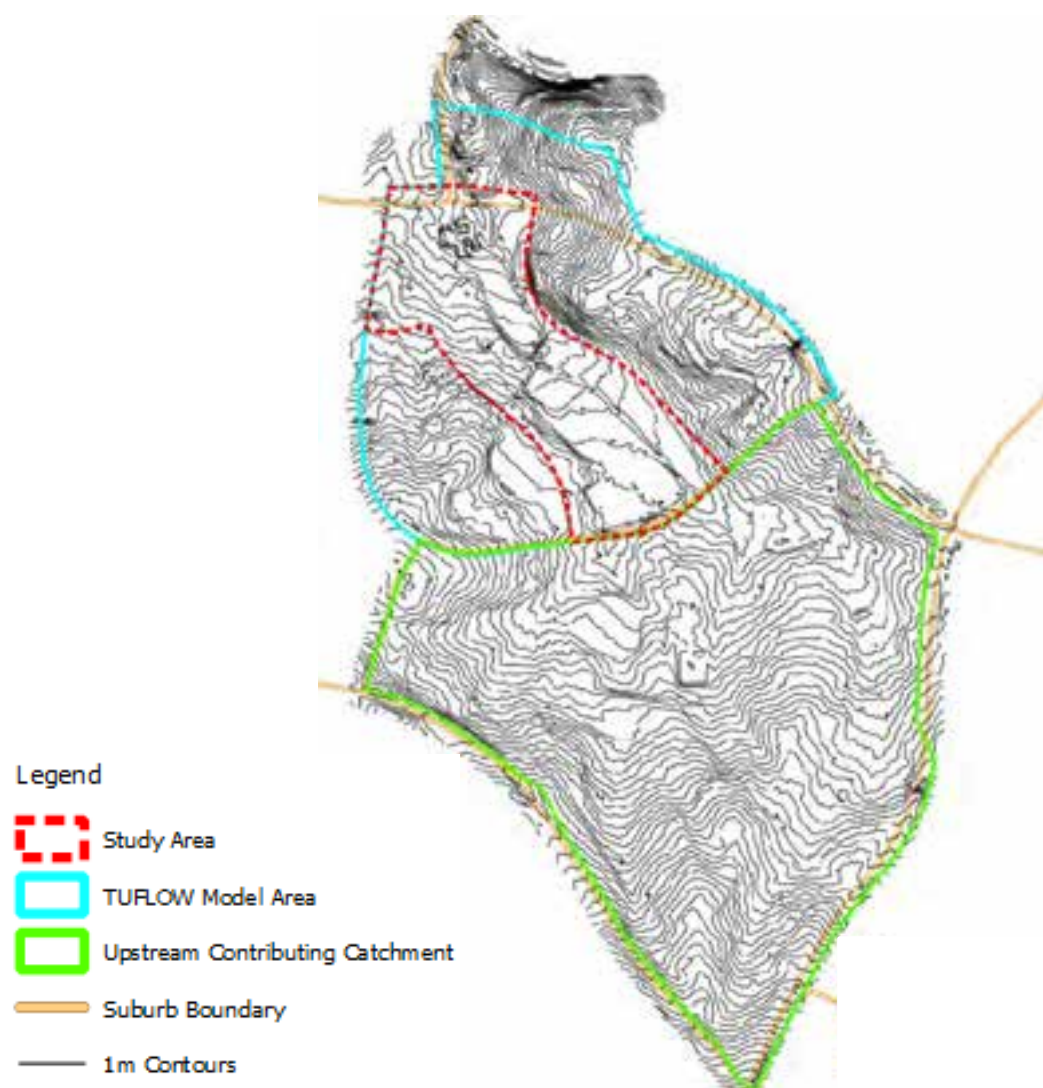 Legend
Study Area
TUFLOW Model Area
Upstream Contributing Catchment
Suburb Boundary
1m Contours